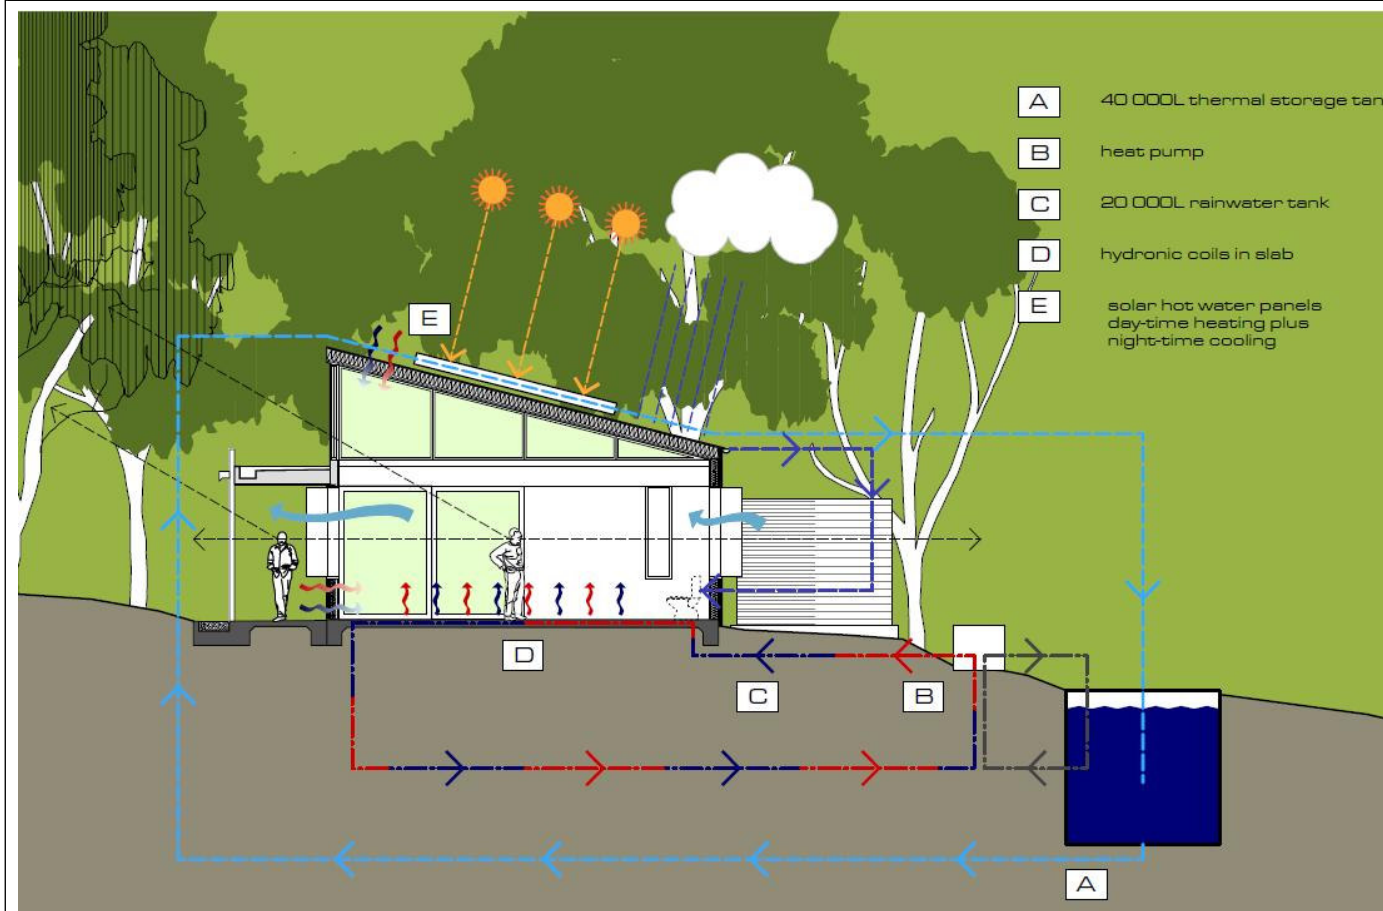 A 40 000L thermal storage tan
B heat pump
C 20 000L rainwater tank
D hydronic coils in slab
E solar hot water panels
day-time heating plus
night-time cooling
E
D
C
B
A